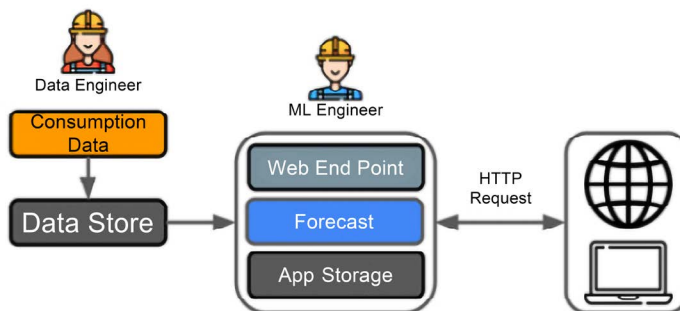 Data Engineer
ML Engineer
Consumption
Data
Web End Point
HTTP
Request
Data Store
Forecast
App Storage